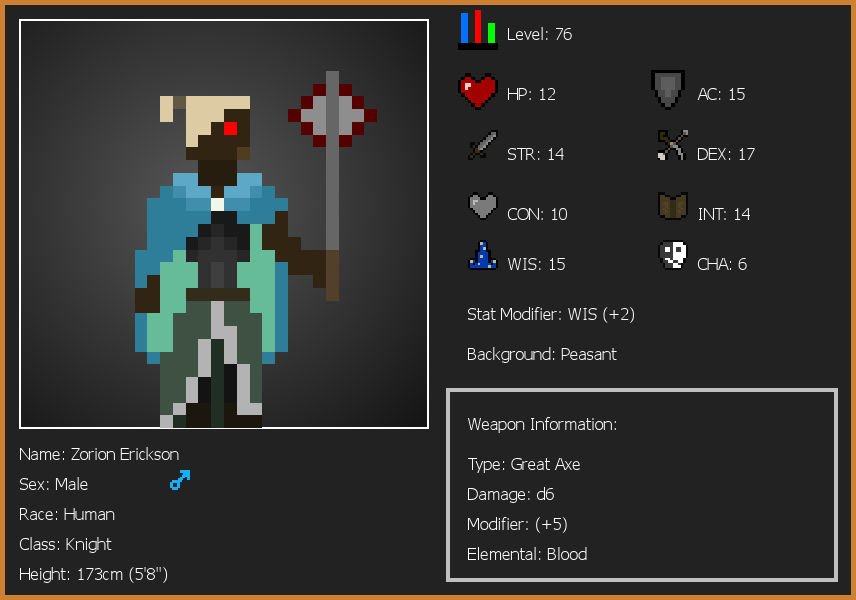 Level: 76
HP: 12
AC: 15
STR: 14
DEX: 17
CON: 10
INT: 14
WIS: 15
CHA: 6
Stat Modifier: WIS (+2)
Background: Peasant
Weapon Information:
Type: Great Axe
Damage: d6
Modifier: (+5)
Elemental: Blood
Name: Zorion Erickson
Sex: Male
Race: Human
Class: Knight
Height: 173cm (5'8")